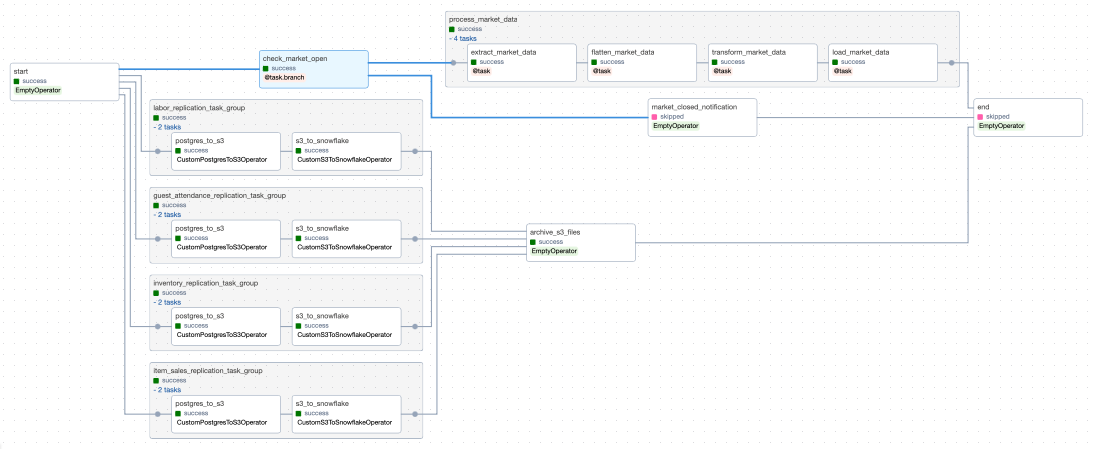 process_market_data
success
- 4 tasks
extract_market_data
success
@task
flatten_market_data
success
@task
transform_market_data
success
@task
load_market_data
success
@task
start
success
EmptyOperator
check_market_open
success
@task.branch
labor_replication_task_group
success
- 2 tasks
postgres_to_s3
success
CustomPostgresToS3Operator
s3_to_snowflake
success
CustomS3ToSnowflakeOperator
market_closed_notification
skipped
EmptyOperator
end
skipped
EmptyOperator
guest_attendance_replication_task_group
success
- 2 tasks
postgres_to_s3
success
CustomPostgresToS3Operator
s3_to_snowflake
success
CustomS3ToSnowflakeOperator
archive_s3_files
success
EmptyOperator
inventory_replication_task_group
success
- 2 tasks
postgres_to_s3
success
CustomPostgresToS3Operator
s3_to_snowflake
success
CustomS3ToSnowflakeOperator
item_sales_replication_task_group
success
- 2 tasks
postgres_to_s3
success
CustomPostgresToS3Operator
s3_to_snowflake
success
CustomS3ToSnowflakeOperator